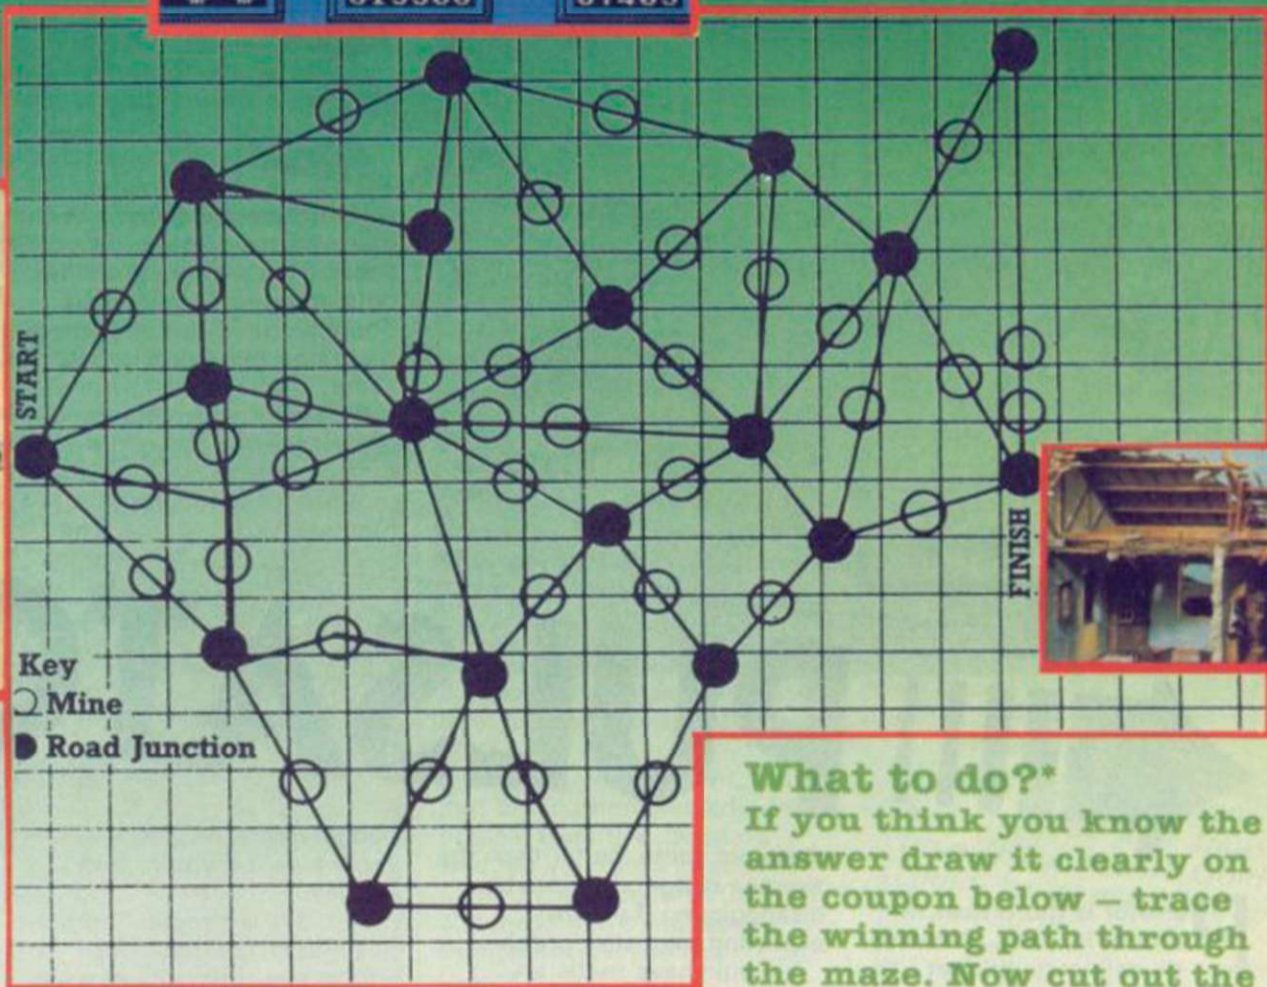 START
FINISH
Key
Mine
Road Junction
What to do?*
If you think you know the
answer draw it clearly on
the coupon below — trace
the winning path through
the maze. Now cut out the